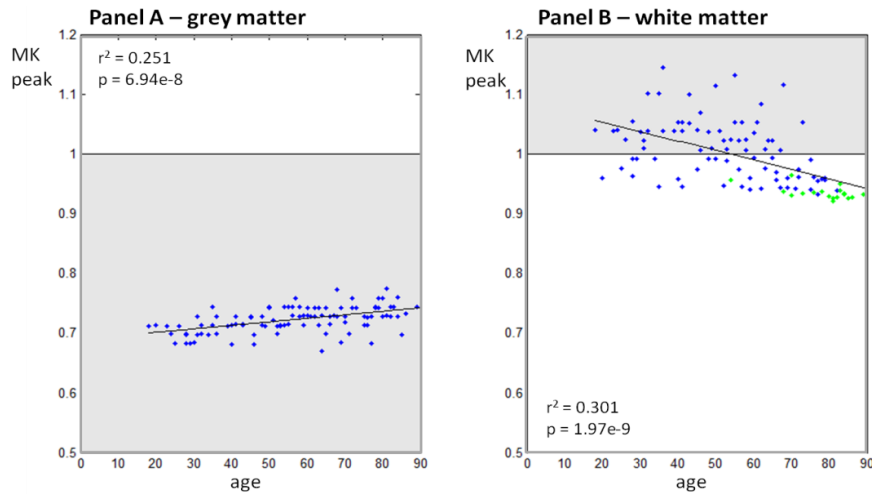 Panel A – grey matter
MK
peak
1.2
1.1
1
0.9
0.8
0.7
0.6
0.5
r² = 0.251
p = 6.94e-8
0 10 20 30 40 50 60 70 80 90
age
Panel B – white matter
MK
peak
1.2
1.1
1
0.9
0.8
0.7
0.6
0.5
r² = 0.301
p = 1.97e-9
0 10 20 30 40 50 60 70 80 90
age